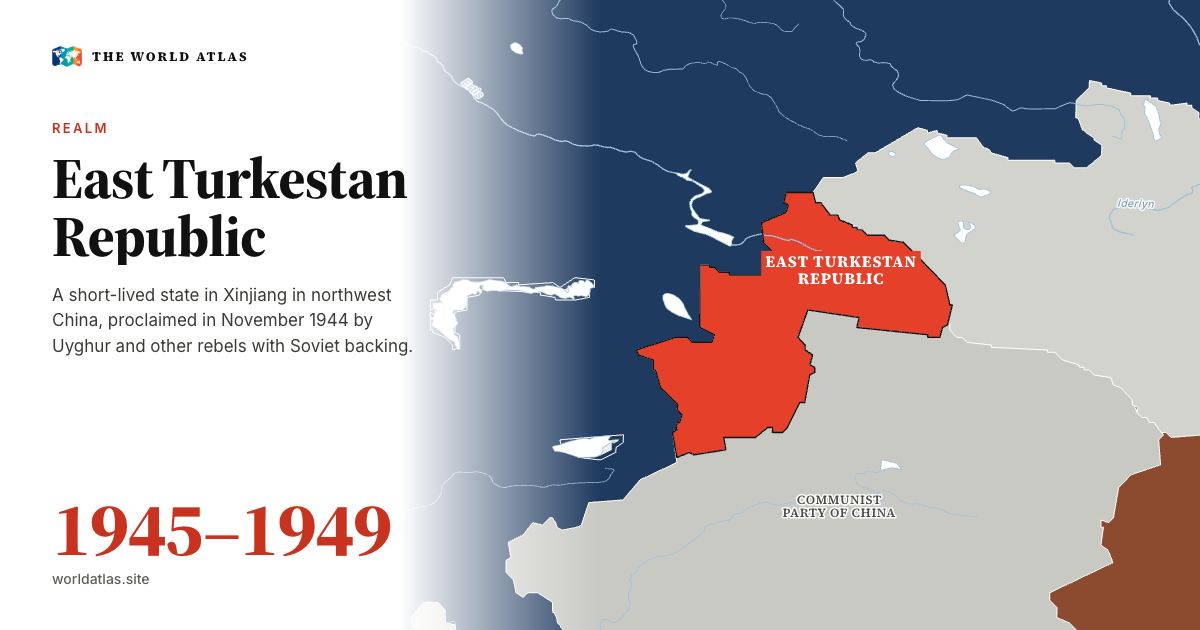 THE WORLD ATLAS
REALM
East Turkestan
Republic
A short-lived state in Xinjiang in northwest
China, proclaimed in November 1944 by
Uyghur and other rebels with Soviet backing.
1945–1949
worldatlas.site
Ertis
Ideriyn
EAST TURKESTAN
REPUBLIC
COMMUNIST
PARTY OF CHINA